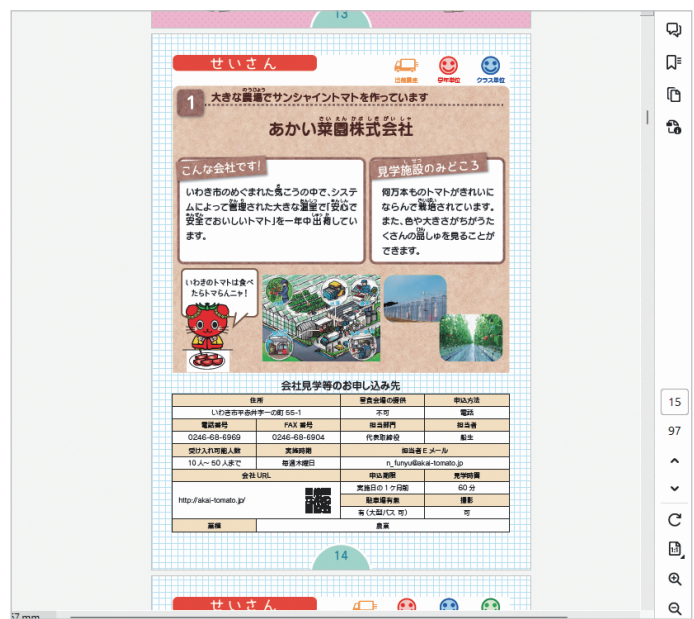 13
せいさん
出前講座
学年単位
クラス単位
1
のうじょう
大きな農場でサンシャイントマトを作っています
さい えん かぶ しき がい しゃ
あかい菜園株式会社
こんな会社です!
いわき市のめぐまれた気こうの中で、システ
ムによって管理された大きな温室で「安心で
安全でおいしいトマト」を一年中出荷してい
ます。
見学施設のみどころ
何万本ものトマトがきれいに
ならんで栽培されています。
また、色や大きさがちがうた
くさんの品しゅを見ることが
できます。
いわきのトマトは食べ
たらトマらんニャ!
会社見学等のお申し込み先
住所 昼食会場の提供 申込方法
いわき市平赤井字一の町 55-1 不可 電話
電話番号 FAX 番号 担当部門 担当者
0246-68-6969 0246-68-6904 代表取締役 船生
受け入れ可能人数 実施時期 担当者Eメール
10 人〜 50 人まで 毎週木曜日 n_funyu@akai-tomato.jp
会社 URL 申込期限 見学時間
http://akai-tomato.jp/ 実施日の1ケ月前 60 分
駐車場有無 撮影
有(大型バス 可) 可
業種 農業
14
せいさん
15
97